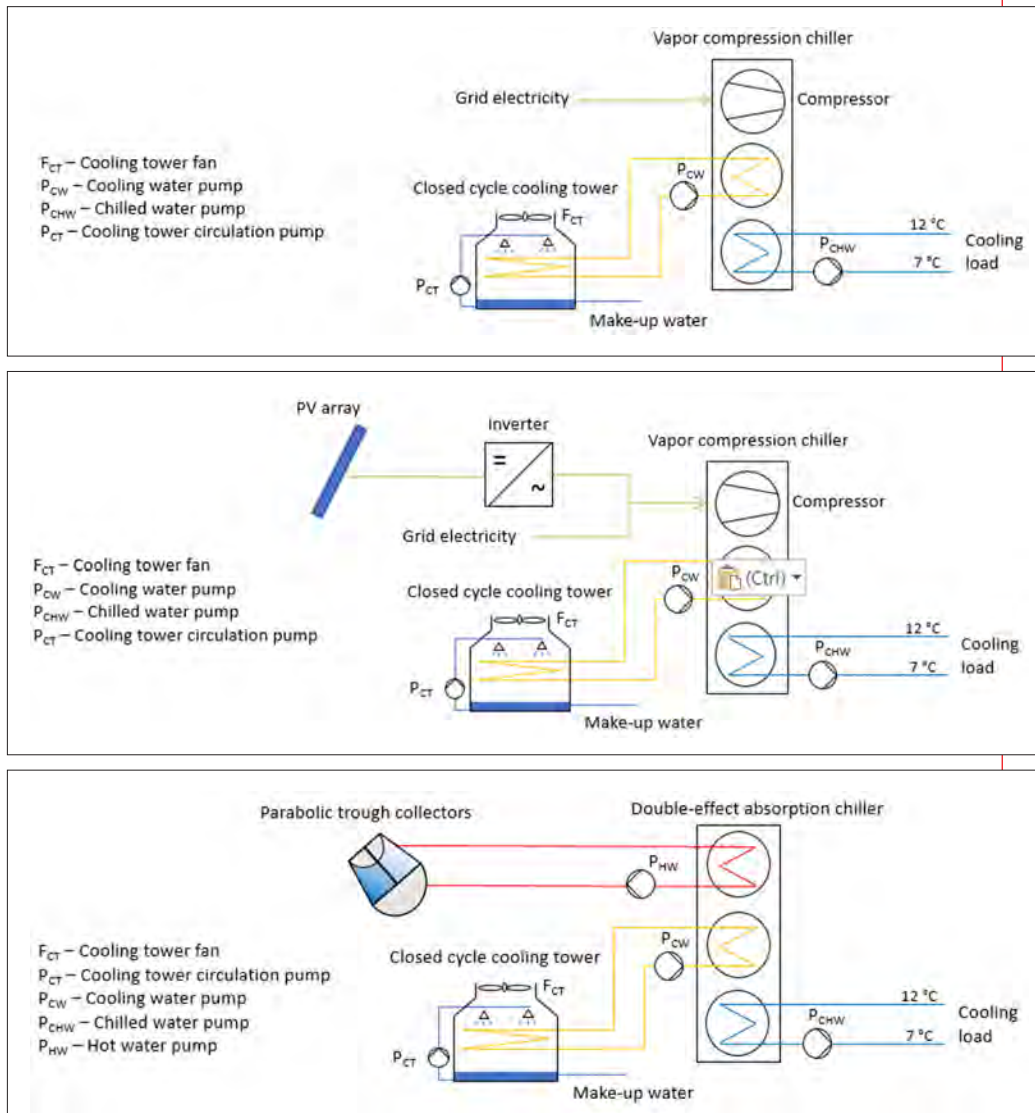 Vapor compression chiller
Grid electricity
Compressor
F_CT – Cooling tower fan
P_CW – Cooling water pump
P_CHW – Chilled water pump
P_CT – Cooling tower circulation pump
Closed cycle cooling tower
P_CW
F_CT
12 °C
Cooling
P_CHW
7 °C
load
P_CT
Make-up water
PV array
Inverter
Vapor compression chiller
=
~
Compressor
Grid electricity
F_CT – Cooling tower fan
P_CW – Cooling water pump
P_CHW – Chilled water pump
P_CT – Cooling tower circulation pump
Closed cycle cooling tower
P_CW
(Ctrl)
F_CT
12 °C
Cooling
P_CHW
7 °C
load
P_CT
Make-up water
Parabolic trough collectors
Double-effect absorption chiller
P_HW
F_CT – Cooling tower fan
P_CT – Cooling tower circulation pump
P_CW – Cooling water pump
P_CHW – Chilled water pump
P_HW – Hot water pump
Closed cycle cooling tower
P_CW
F_CT
12 °C
Cooling
P_CHW
7 °C
load
P_CT
Make-up water